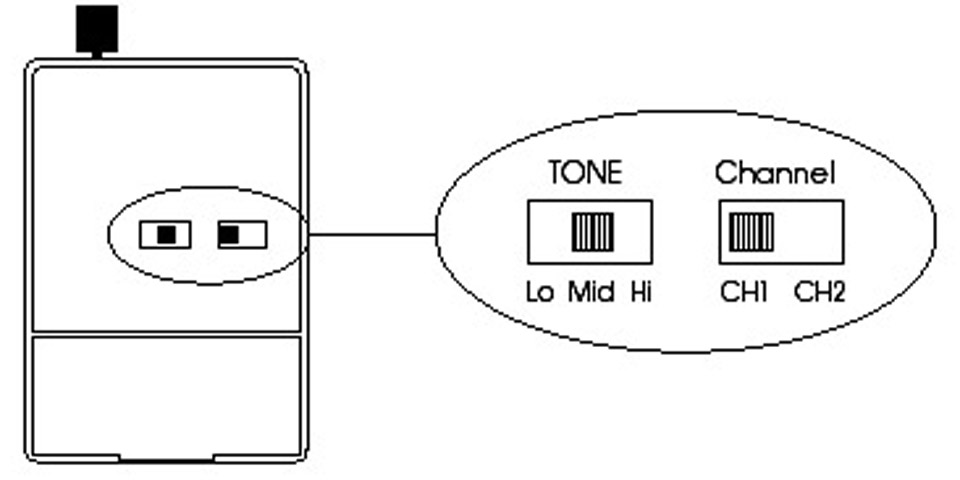 TONE
Channel
Lo Mid Hi
CH1 CH2